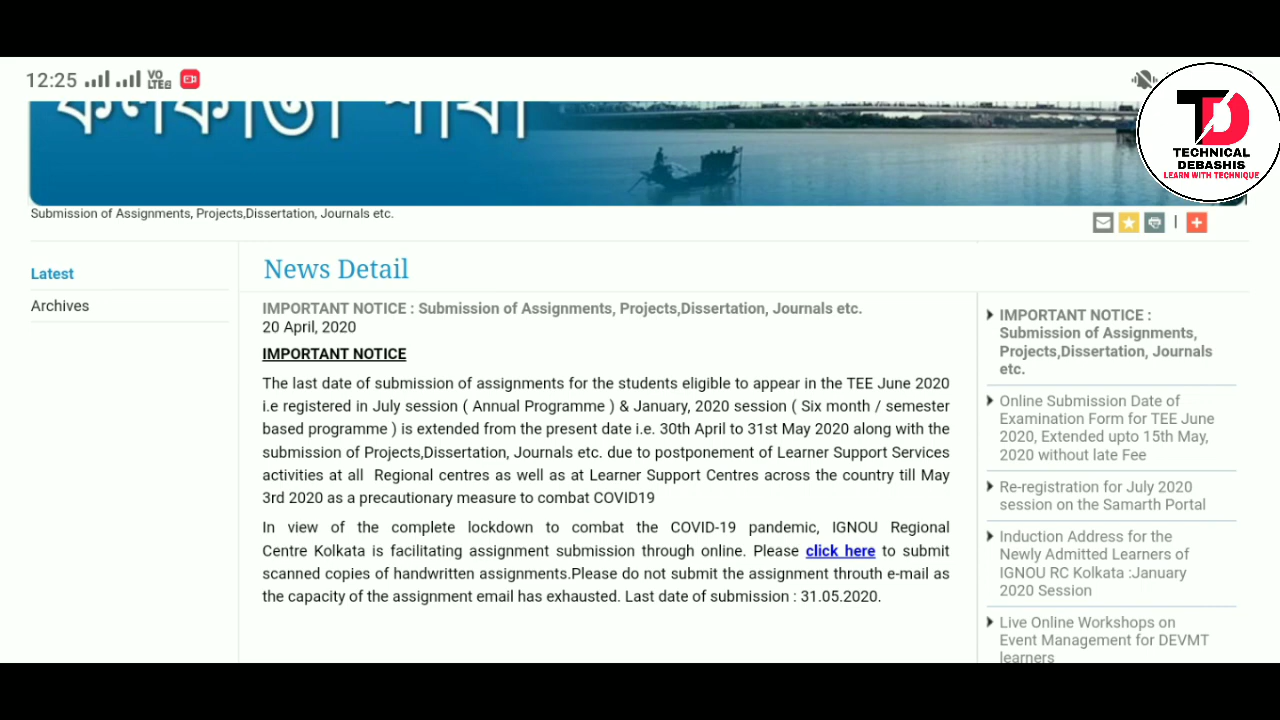 12:25
VO
LTE
কলকাতা শাখা
TECHNICAL
DEBASHIS
LEARN WITH TECHNIQUE
Submission of Assignments, Projects,Dissertation, Journals etc.
Latest
Archives
News Detail
IMPORTANT NOTICE : Submission of Assignments, Projects,Dissertation, Journals etc.
20 April, 2020
IMPORTANT NOTICE
The last date of submission of assignments for the students eligible to appear in the TEE June 2020
i.e registered in July session ( Annual Programme ) & January, 2020 session ( Six month / semester
based programme ) is extended from the present date i.e. 30th April to 31st May 2020 along with the
submission of Projects,Dissertation, Journals etc. due to postponement of Learner Support Services
activities at all Regional centres as well as at Learner Support Centres across the country till May
3rd 2020 as a precautionary measure to combat COVID19
In view of the complete lockdown to combat the COVID-19 pandemic, IGNOU Regional
Centre Kolkata is facilitating assignment submission through online. Please click here to submit
scanned copies of handwritten assignments.Please do not submit the assignment throuth e-mail as
the capacity of the assignment email has exhausted. Last date of submission : 31.05.2020.
IMPORTANT NOTICE :
Submission of Assignments,
Projects,Dissertation, Journals
etc.
Online Submission Date of
Examination Form for TEE June
2020, Extended upto 15th May,
2020 without late Fee
Re-registration for July 2020
session on the Samarth Portal
Induction Address for the
Newly Admitted Learners of
IGNOU RC Kolkata :January
2020 Session
Live Online Workshops on
Event Management for DEVMT
learners